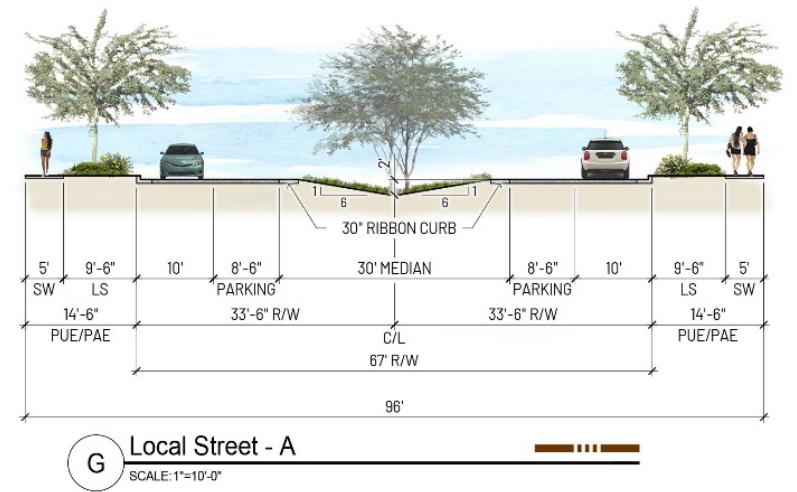 2'
1
6
6
1
30" RIBBON CURB
5' 9'-6" 10' 8'-6" 30' MEDIAN 8'-6" 10' 9'-6" 5'
SW LS PARKING PARKING LS SW
14'-6" 33'-6" R/W 33'-6" R/W 14'-6"
PUE/PAE C/L PUE/PAE
67' R/W
96'
G Local Street - A
SCALE:1"=10'-0"